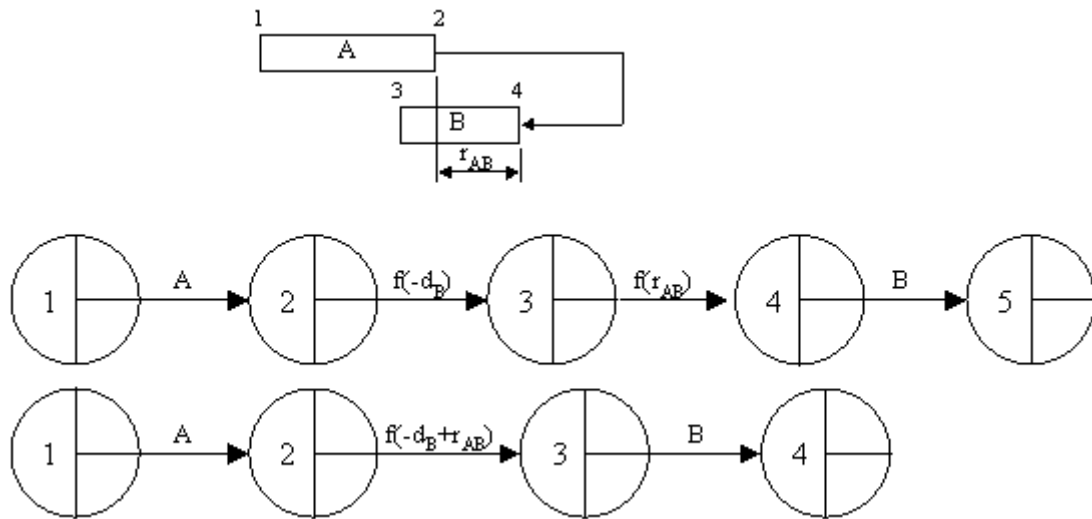 1 2
A
3 4
B
r_AB
A f(-d_B) f(r_AB) B
1 2 3 4 5
A f(-d_B+r_AB) B
1 2 3 4